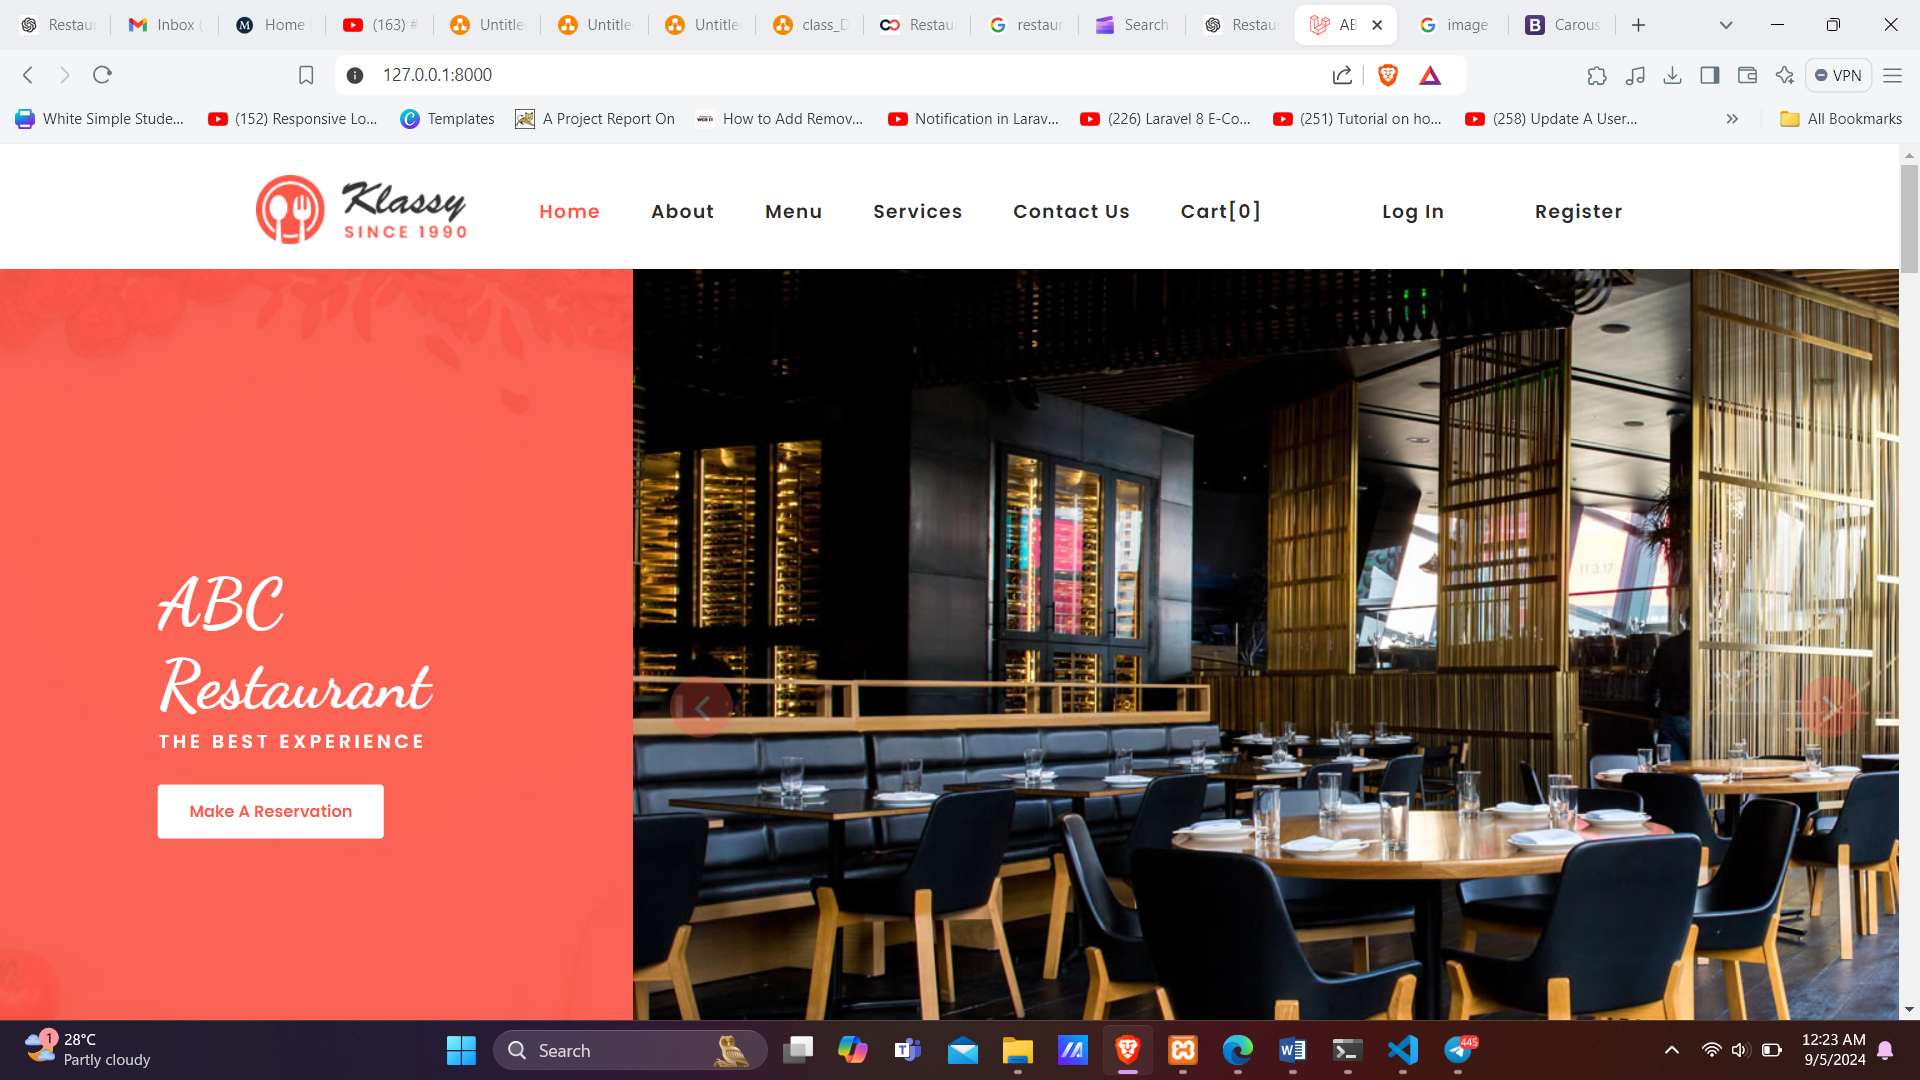 Restau
Inbox (
Home
(163) #
Untitle
Untitle
Untitle
class_D
Restau
restaur
Search
Restau
AB
image
Carous
127.0.0.1:8000
VPN
White Simple Stude...
(152) Responsive Lo...
Templates
A Project Report On
How to Add Remov...
Notification in Larav...
(226) Laravel 8 E-Co...
(251) Tutorial on ho...
(258) Update A User...
All Bookmarks
Klassy
SINCE 1990
Home
About
Menu
Services
Contact Us
Cart[0]
Log In
Register
ABC
Restaurant
THE BEST EXPERIENCE
Make A Reservation
1
28°C
Partly cloudy
Search
445
12:23 AM
9/5/2024